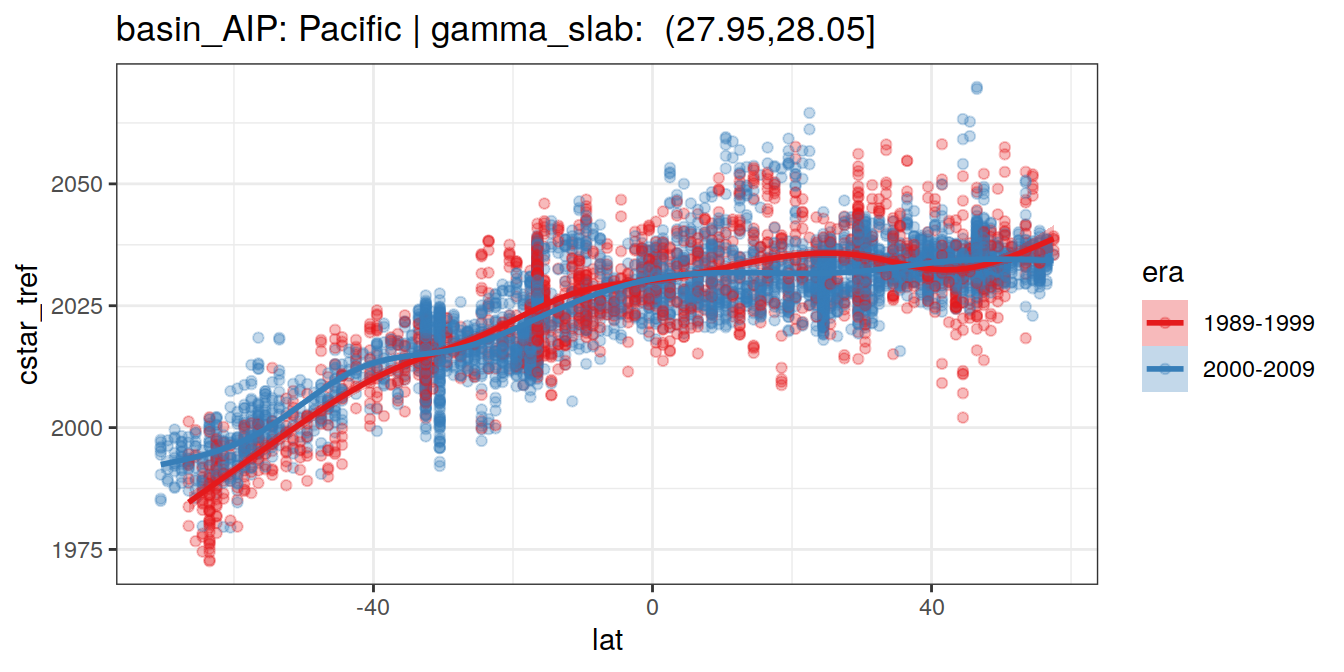 basin_AIP: Pacific | gamma_slab:  (27.95,28.05]
cstar_tref
2050
2025
2000
1975
-40
0
40
lat
era
1989-1999
2000-2009